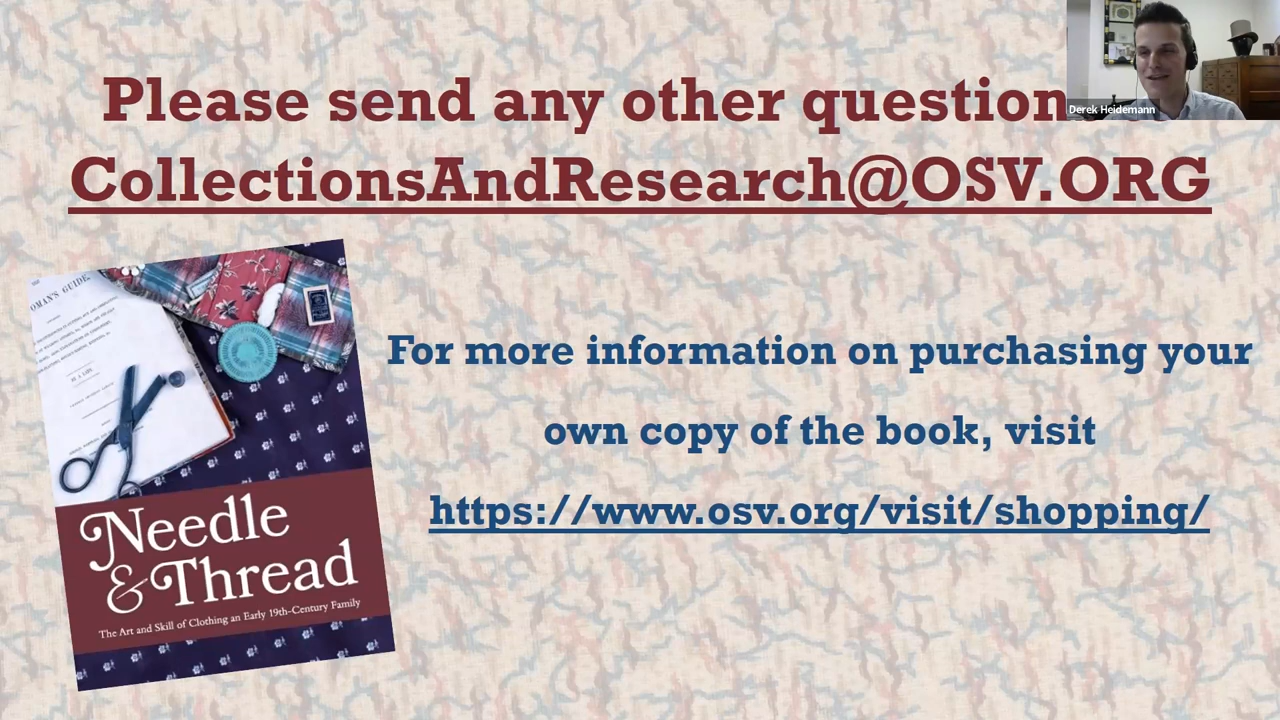 Please send any other question
Derek Heidemann
CollectionsAndResearch@OSV.ORG
OMAN'S GUIDE.
For more information on purchasing your
own copy of the book, visit
https://www.osv.org/visit/shopping/
Needle
& Thread
The Art and Skill of Clothing an Early 19th-Century Family